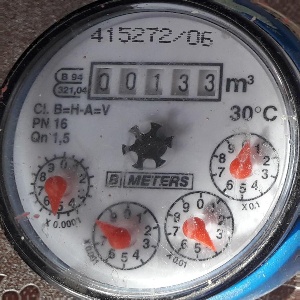 415272/06
B 94
321,04
00133 m³
Cl. B=H-A=V
PN 16
Qn 1,5
30°C
B METERS
X 0.1
X 0.0001
X 0.001
X 0.01